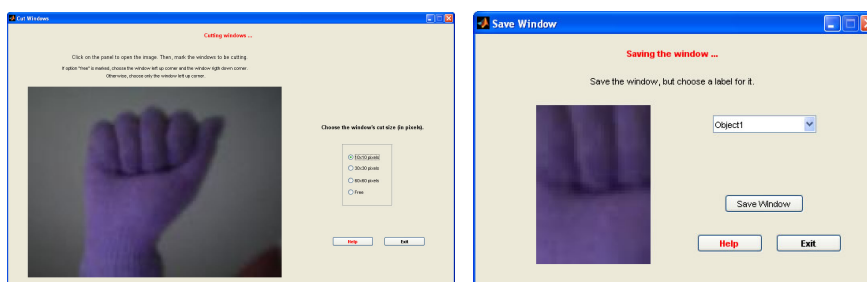 Cut Windows
Cutting windows ...
Click on the panel to open the image. Then, mark the windows to be cutting.
If option "free" is marked, choose the window left up corner and the window rigth down corner.
Otherwise, choose only the window left up corner.
Choose the window's cut size (in pixels).
10x10 pixels
30x30 pixels
60x60 pixels
Free
Help
Exit
Save Window
Saving the window ...
Save the window, but choose a label for it.
Object1
Save Window
Help
Exit